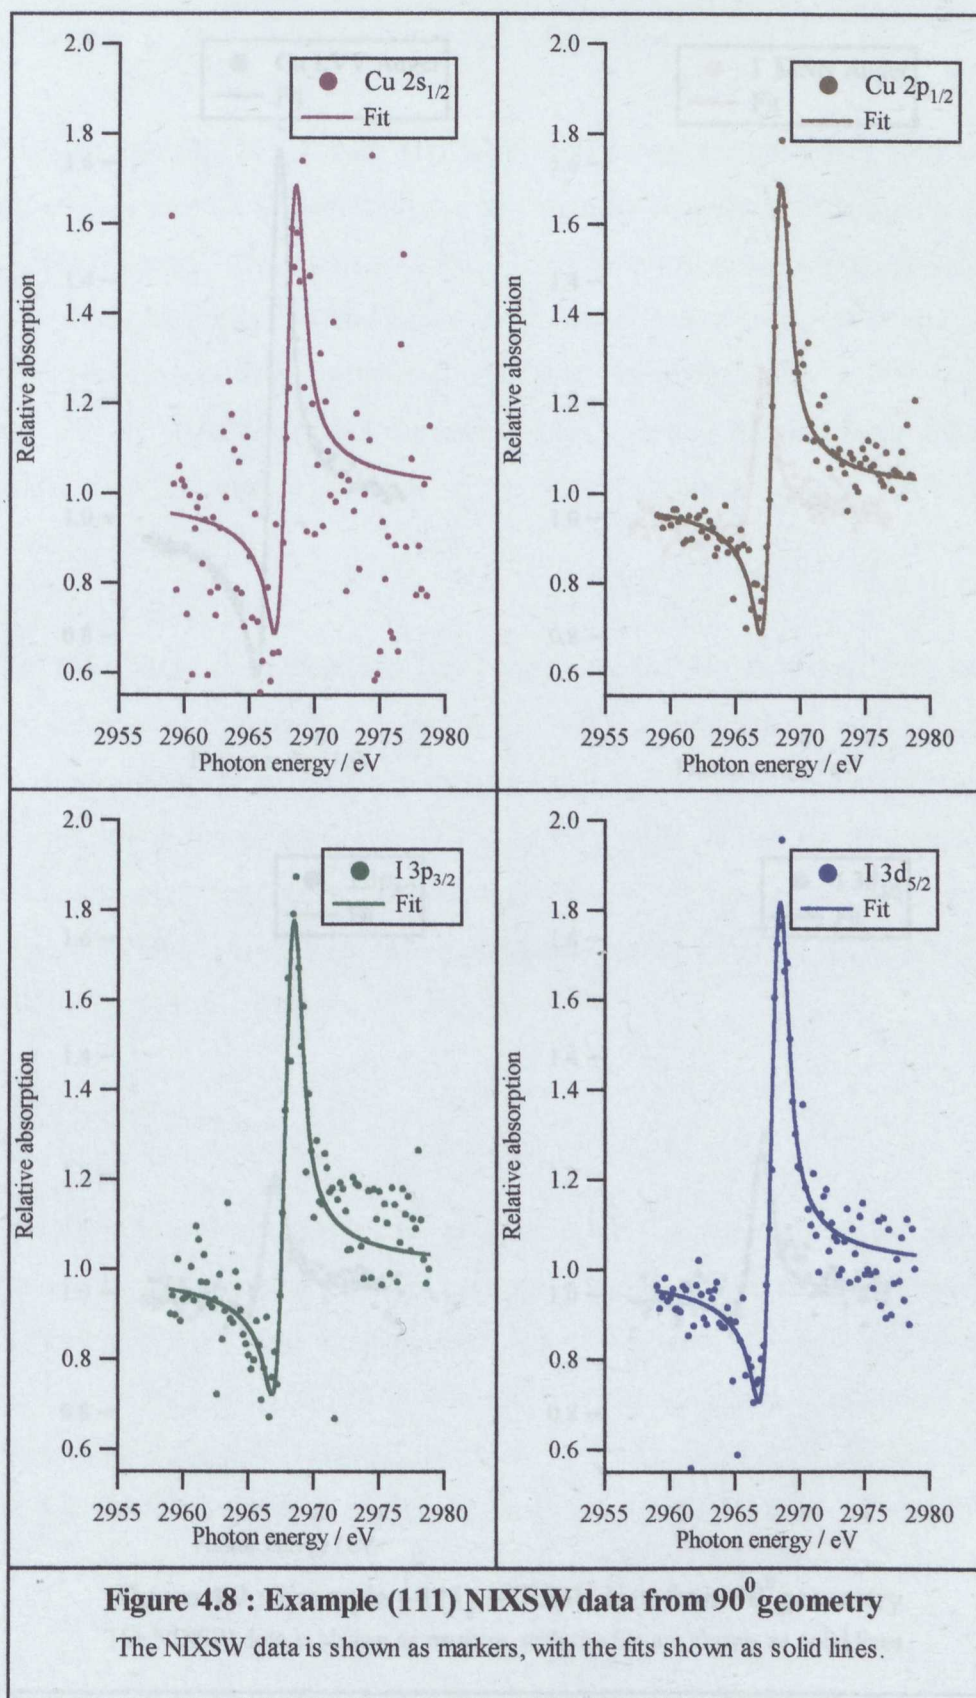 2.0
1.8
1.6
1.4
1.2
1.0
0.8
0.6
Relative absorption
Cu 2s1/2
Fit
2955 2960 2965 2970 2975 2980
Photon energy / eV
2.0
1.8
1.6
1.4
1.2
1.0
0.8
0.6
Relative absorption
Cu 2p1/2
Fit
2955 2960 2965 2970 2975 2980
Photon energy / eV
2.0
1.8
1.6
1.4
1.2
1.0
0.8
0.6
Relative absorption
I 3p3/2
Fit
2955 2960 2965 2970 2975 2980
Photon energy / eV
2.0
1.8
1.6
1.4
1.2
1.0
0.8
0.6
Relative absorption
I 3d5/2
Fit
2955 2960 2965 2970 2975 2980
Photon energy / eV
Figure 4.8 : Example (111) NIXSW data from 90⁰ geometry
The NIXSW data is shown as markers, with the fits shown as solid lines.